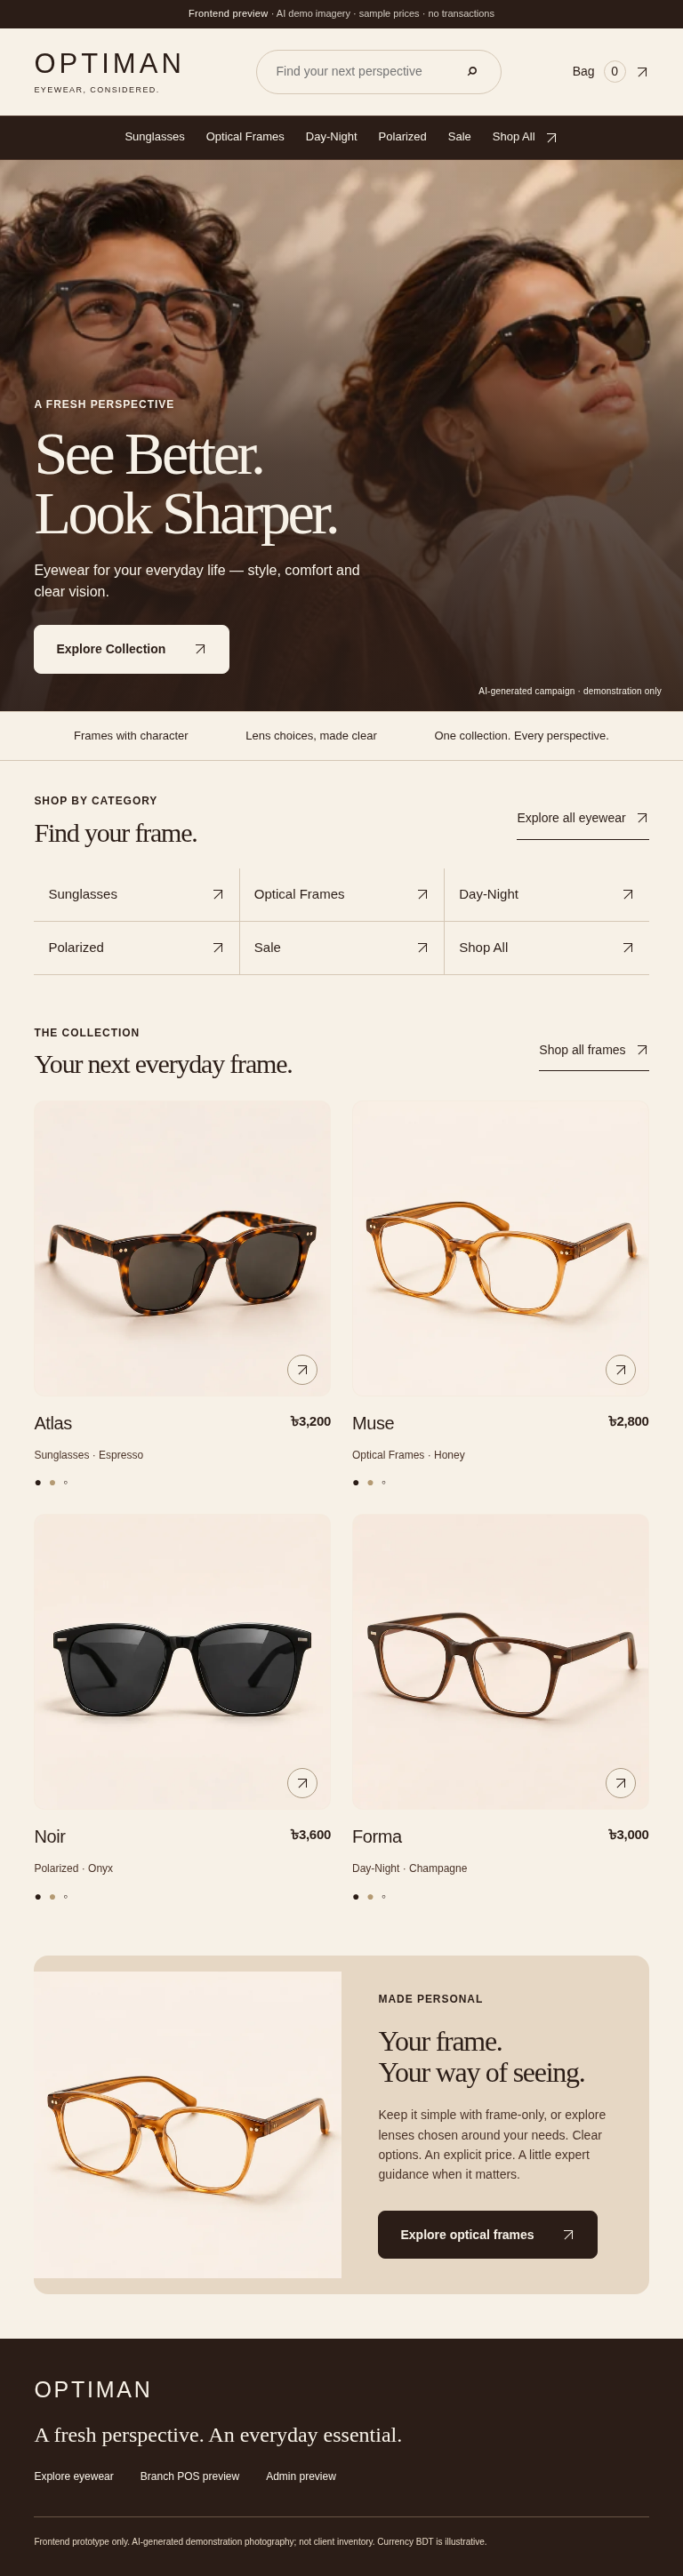 Frontend preview · AI demo imagery · sample prices · no transactions
OPTIMAN
EYEWEAR, CONSIDERED.
Find your next perspective
Bag 0
Sunglasses Optical Frames Day-Night Polarized Sale Shop All
A FRESH PERSPECTIVE
See Better.
Look Sharper.
Eyewear for your everyday life — style, comfort and
clear vision.
Explore Collection
AI-generated campaign · demonstration only
Frames with character Lens choices, made clear One collection. Every perspective.
SHOP BY CATEGORY
Find your frame.
Explore all eyewear
Sunglasses Optical Frames Day-Night
Polarized Sale Shop All
THE COLLECTION
Your next everyday frame.
Shop all frames
Atlas ৳3,200
Sunglasses · Espresso
Muse ৳2,800
Optical Frames · Honey
Noir ৳3,600
Polarized · Onyx
Forma ৳3,000
Day-Night · Champagne
MADE PERSONAL
Your frame.
Your way of seeing.
Keep it simple with frame-only, or explore
lenses chosen around your needs. Clear
options. An explicit price. A little expert
guidance when it matters.
Explore optical frames
OPTIMAN
A fresh perspective. An everyday essential.
Explore eyewear Branch POS preview Admin preview
Frontend prototype only. AI-generated demonstration photography; not client inventory. Currency BDT is illustrative.